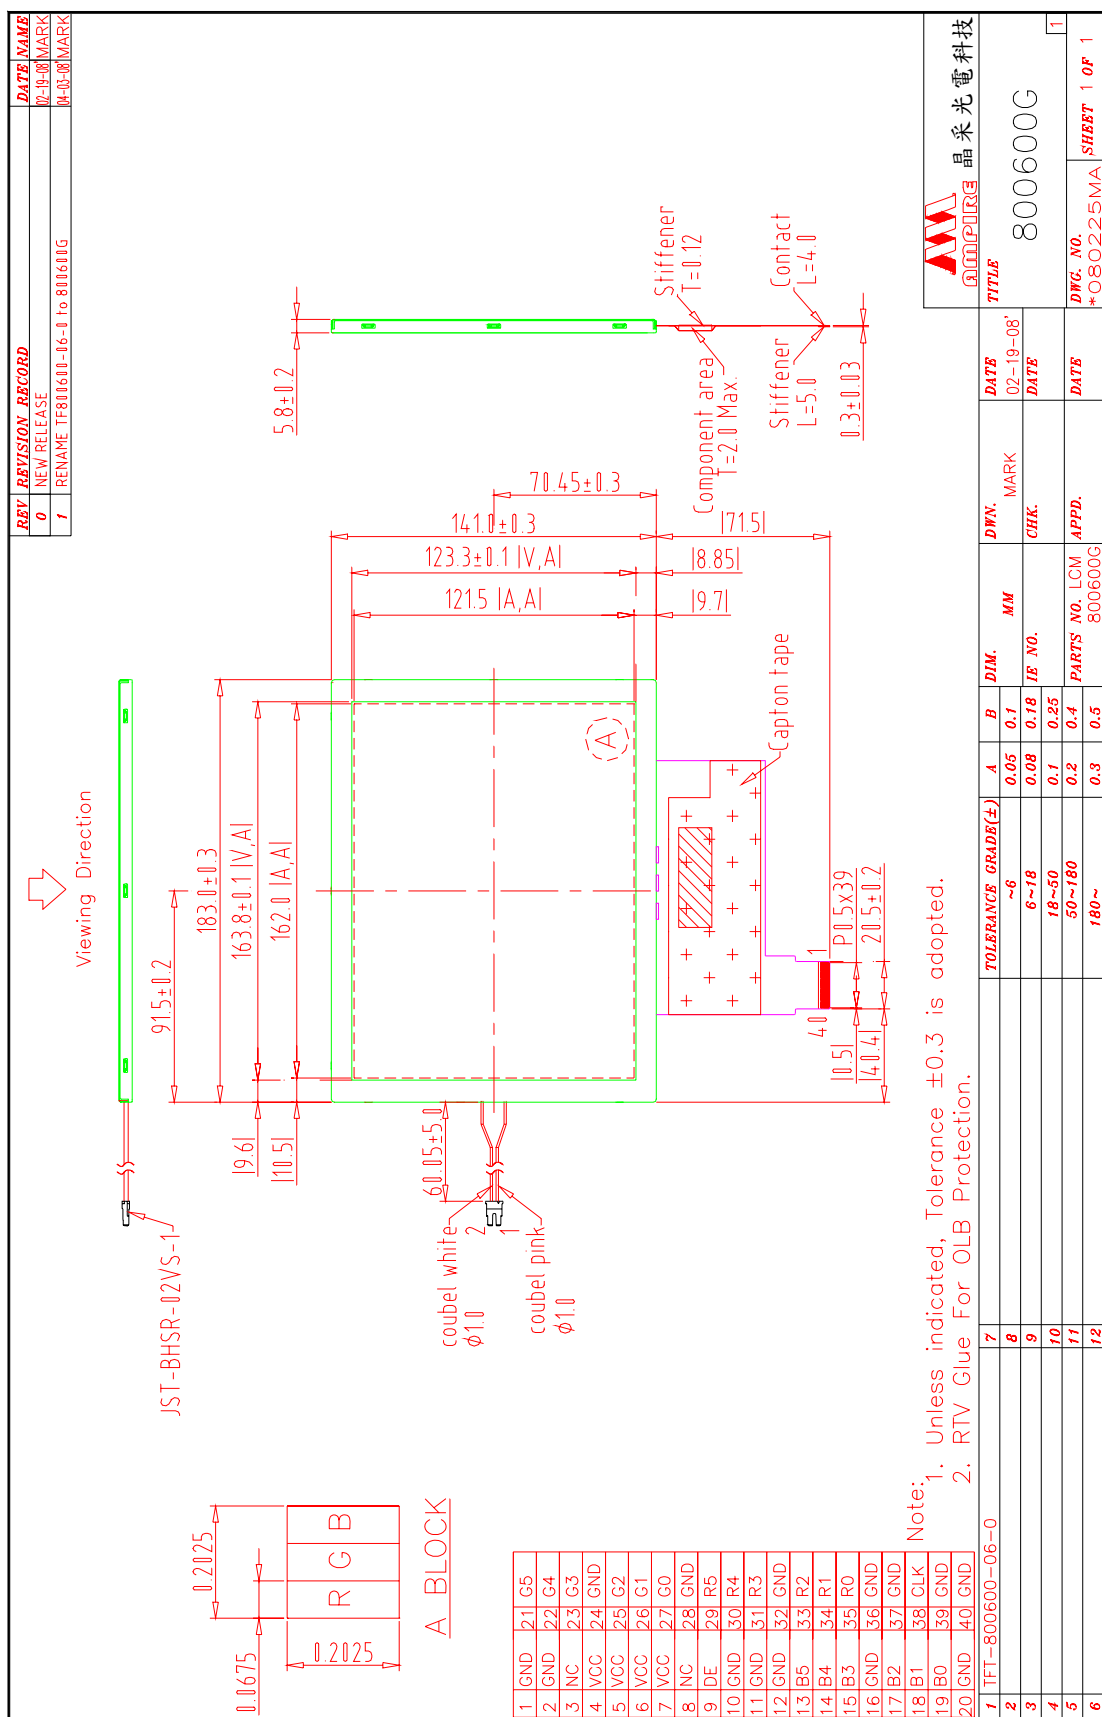 REV REVISION RECORD DATE NAME
0 NEW RELEASE 02-19-08' MARK
1 RENAME TF800600-06-0 to 800600G 04-03-08' MARK
Viewing Direction
JST-BHSR-02VS-1
91.5±0.2
183.0±0.3
163.8±0.1 |V,A|
162.0 |A,A|
|9.6|
|10.5|
60.05±5.0
coubel white
ϕ1.0
2
1
coubel pink
ϕ1.0
A
70.45±0.3
141.0±0.3
123.3±0.1 |V,A|
121.5 |A,A|
|71.5|
|8.85|
|9.7|
Capton tape
5.8±0.2
Stiffener
T=0.12
Component area
T=2.0 Max.
Contact
L=4.0
Stiffener
L=5.0
0.3±0.03
40
1
P0.5x39
|0.5|
20.5±0.2
|40.4|
0.2025
0.0675
R G B
0.2025
A BLOCK
1 GND 21 G5
2 GND 22 G4
3 NC 23 G3
4 VCC 24 GND
5 VCC 25 G2
6 VCC 26 G1
7 VCC 27 G0
8 NC 28 GND
9 DE 29 R5
10 GND 30 R4
11 GND 31 R3
12 GND 32 GND
13 B5 33 R2
14 B4 34 R1
15 B3 35 R0
16 GND 36 GND
17 B2 37 GND
18 B1 38 CLK
19 B0 39 GND
20 GND 40 GND
Note:
1. Unless indicated, Tolerance ±0.3 is adopted.
2. RTV Glue For OLB Protection.
1 TFT-800600-06-0
2
3
4
5
6
7
8
9
10
11
12
TOLERANCE GRADE(±) A B
~6 0.05 0.1
6~18 0.08 0.18
18~50 0.1 0.25
50~180 0.2 0.4
180~ 0.3 0.5
DIM. MM
IE NO.
PARTS NO. LCM
800600G
DWN. MARK
CHK.
APPD.
DATE
02-19-08'
DATE
DATE
AMPIRE 晶采光電科技
TITLE
800600G
1
DWG. NO.
*080225MA
SHEET 1 OF 1